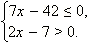 7x − 42 ≤ 0,
2x − 7 > 0.